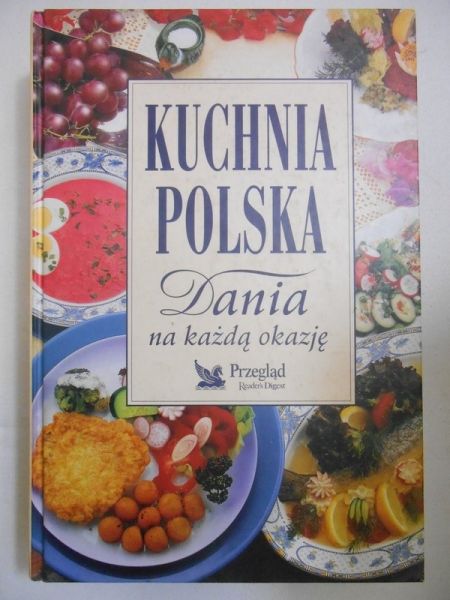 KUCHNIA
POLSKA
Dania
na każdą okazję
Przegląd
Reader's Digest